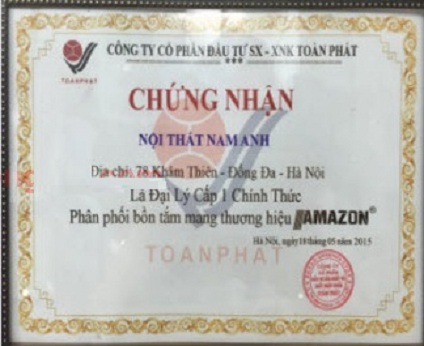 CÔNG TY CỔ PHẦN ĐẦU TƯ SX - XNK TOÀN PHÁT
TOANPHAT
CHỨNG NHẬN
NỘI THẤT NAM ANH
Địa chỉ: 78 Khâm Thiên - Đống Đa - Hà Nội
Là Đại Lý Cấp 1 Chính Thức
Phân phối bồn tắm mang thương hiệu AMAZON®
Hà Nội, ngày 18 tháng 05 năm 2015
TOANPHAT